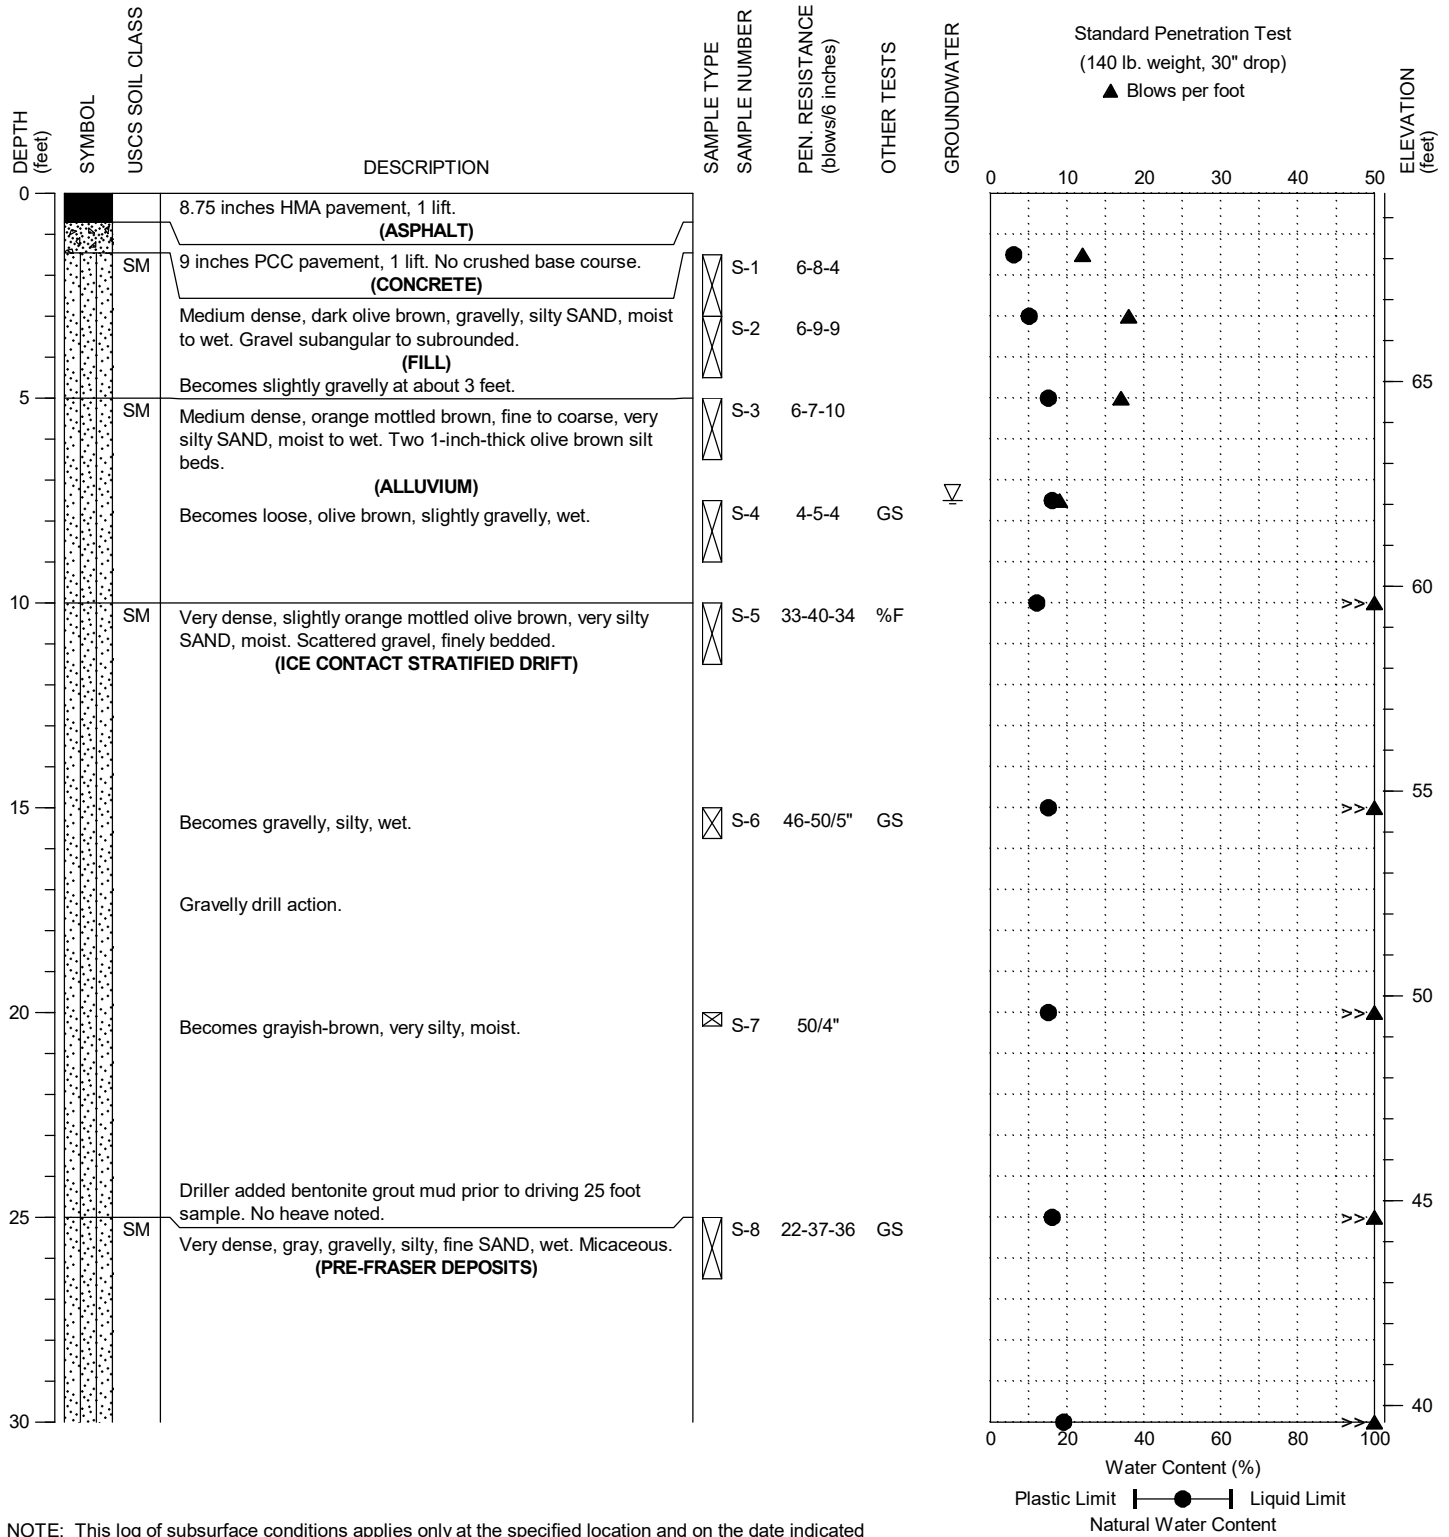 DEPTH
(feet)
SYMBOL
USCS SOIL CLASS
DESCRIPTION
SAMPLE TYPE
SAMPLE NUMBER
PEN. RESISTANCE
(blows/6 inches)
OTHER TESTS
GROUNDWATER
Standard Penetration Test
(140 lb. weight, 30" drop)
▲ Blows per foot
ELEVATION
(feet)
0 10 20 30 40 50
0
8.75 inches HMA pavement, 1 lift.
(ASPHALT)
SM
9 inches PCC pavement, 1 lift. No crushed base course.
(CONCRETE)
S-1 6-8-4
Medium dense, dark olive brown, gravelly, silty SAND, moist
to wet. Gravel subangular to subrounded.
(FILL)
S-2 6-9-9
Becomes slightly gravelly at about 3 feet.
65
5
SM
Medium dense, orange mottled brown, fine to coarse, very
silty SAND, moist to wet. Two 1-inch-thick olive brown silt
beds.
(ALLUVIUM)
S-3 6-7-10
Becomes loose, olive brown, slightly gravelly, wet.
S-4 4-5-4 GS
60
10
SM
Very dense, slightly orange mottled olive brown, very silty
SAND, moist. Scattered gravel, finely bedded.
(ICE CONTACT STRATIFIED DRIFT)
S-5 33-40-34 %F
>>
55
15
Becomes gravelly, silty, wet.
S-6 46-50/5" GS
>>
Gravelly drill action.
50
20
Becomes grayish-brown, very silty, moist.
S-7 50/4"
>>
Driller added bentonite grout mud prior to driving 25 foot
sample. No heave noted.
45
25
SM
Very dense, gray, gravelly, silty, fine SAND, wet. Micaceous.
(PRE-FRASER DEPOSITS)
S-8 22-37-36 GS
>>
40
30
>>
0 20 40 60 80 100
Water Content (%)
Plastic Limit Liquid Limit
Natural Water Content
NOTE: This log of subsurface conditions applies only at the specified location and on the date indicated